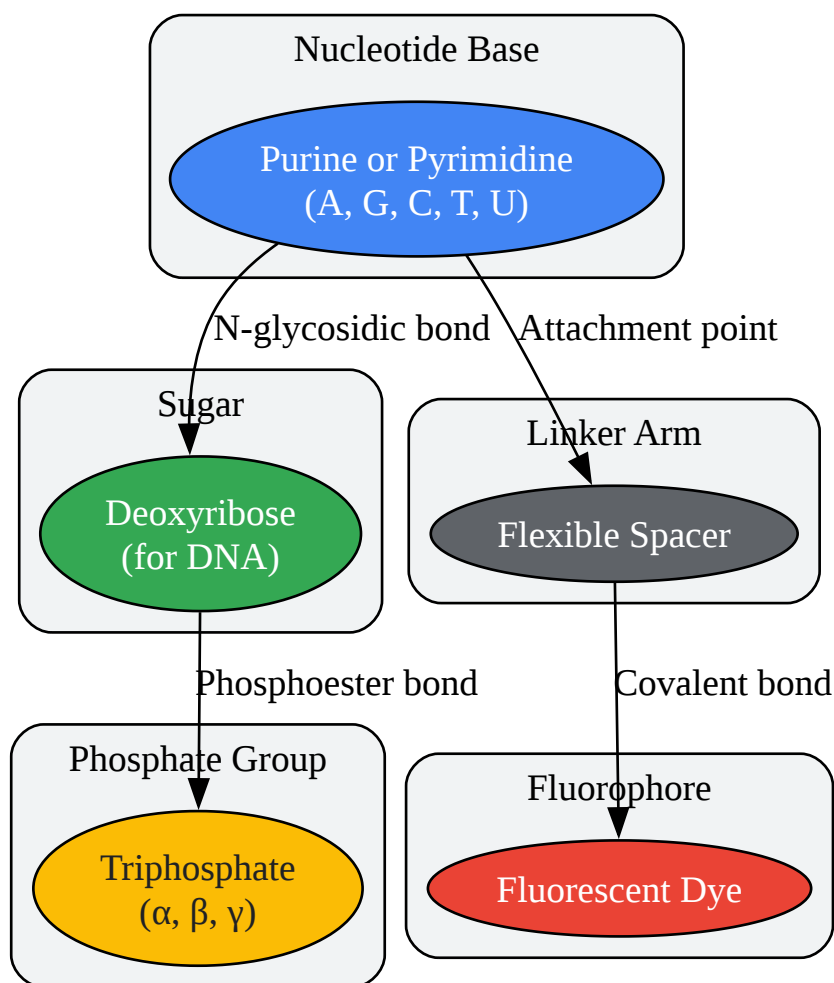 Nucleotide Base
Purine or Pyrimidine
(A, G, C, T, U)
N-glycosidic bond
Attachment point
Sugar
Deoxyribose
(for DNA)
Linker Arm
Flexible Spacer
Phosphoester bond
Covalent bond
Phosphate Group
Triphosphate
(α, β, γ)
Fluorophore
Fluorescent Dye